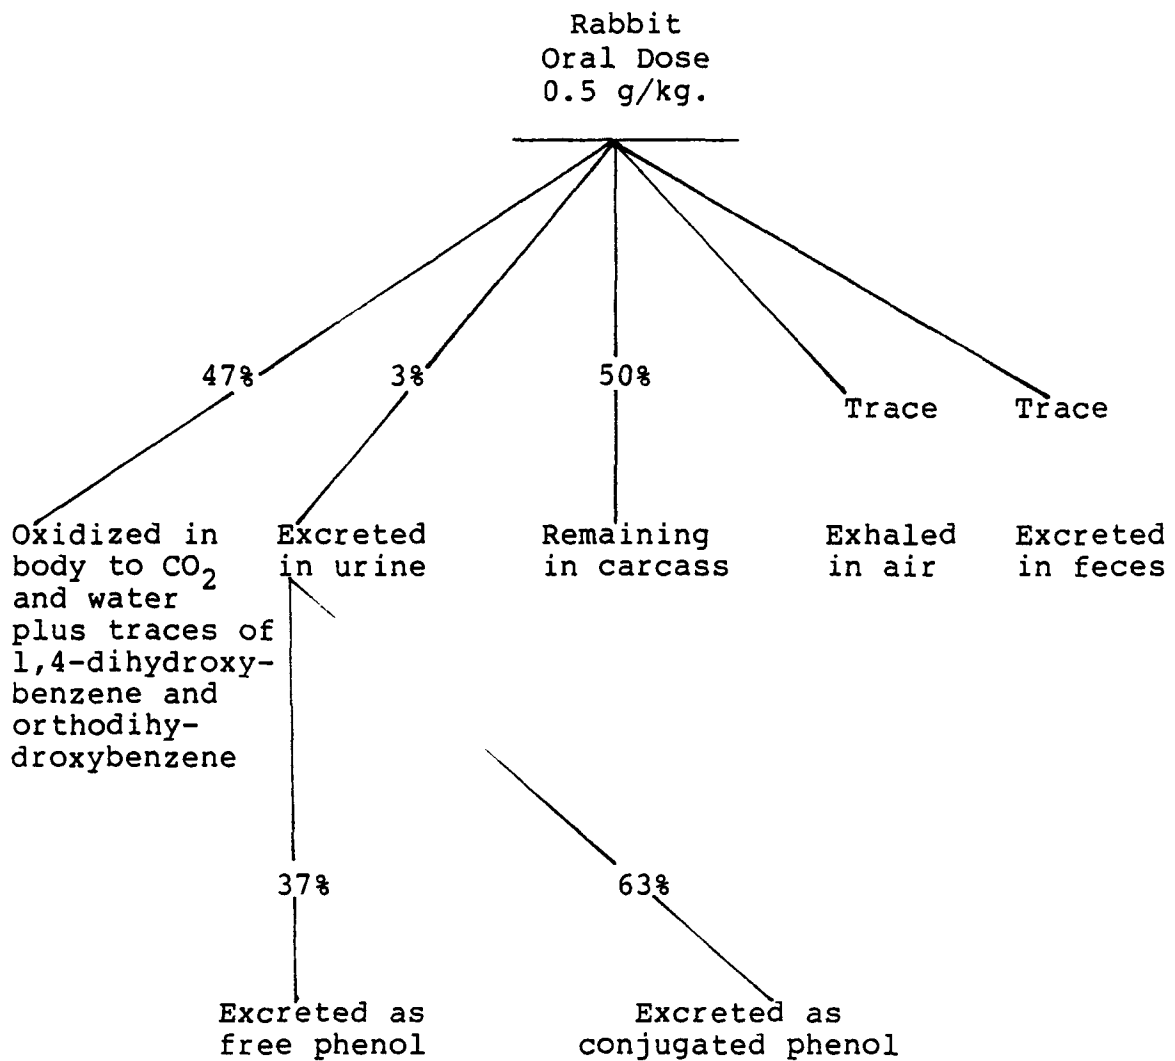 Rabbit
Oral Dose
0.5 g/kg.
47%
3%
50%
Trace
Trace
Oxidized in
body to CO2
and water
plus traces of
1,4-dihydroxy-
benzene and
orthodihy-
droxybenzene
Excreted
in urine
Remaining
in carcass
Exhaled
in air
Excreted
in feces
37%
63%
Excreted as
free phenol
Excreted as
conjugated phenol